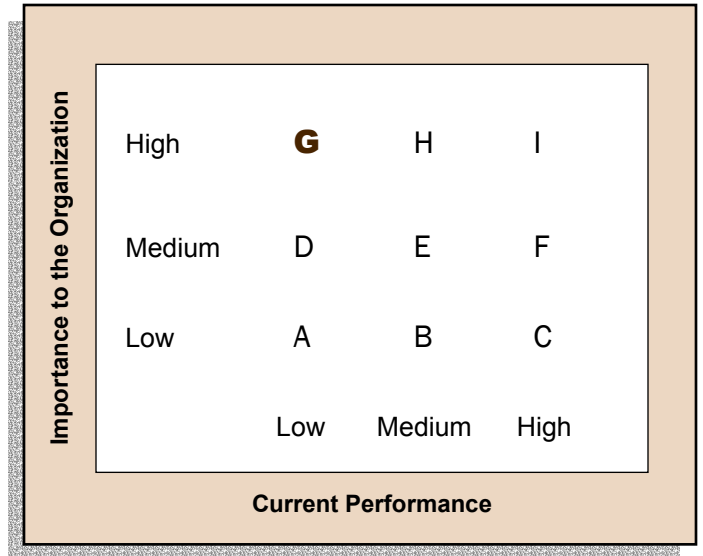 Importance to the Organization
High G H I
Medium D E F
Low A B C
Low Medium High
Current Performance